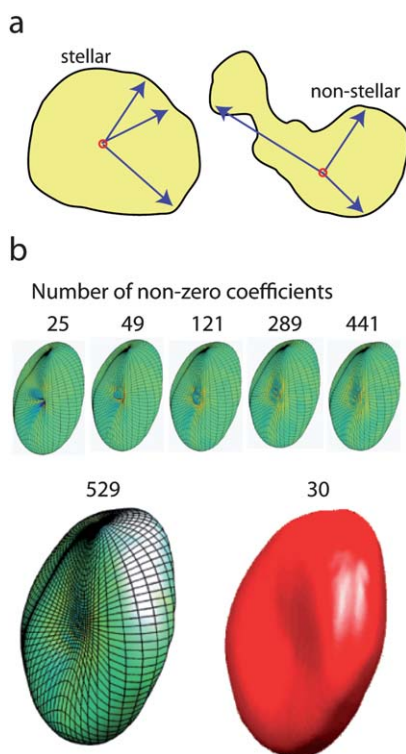 a
stellar
non-stellar
b
Number of non-zero coefficients
25 49 121 289 441
529 30